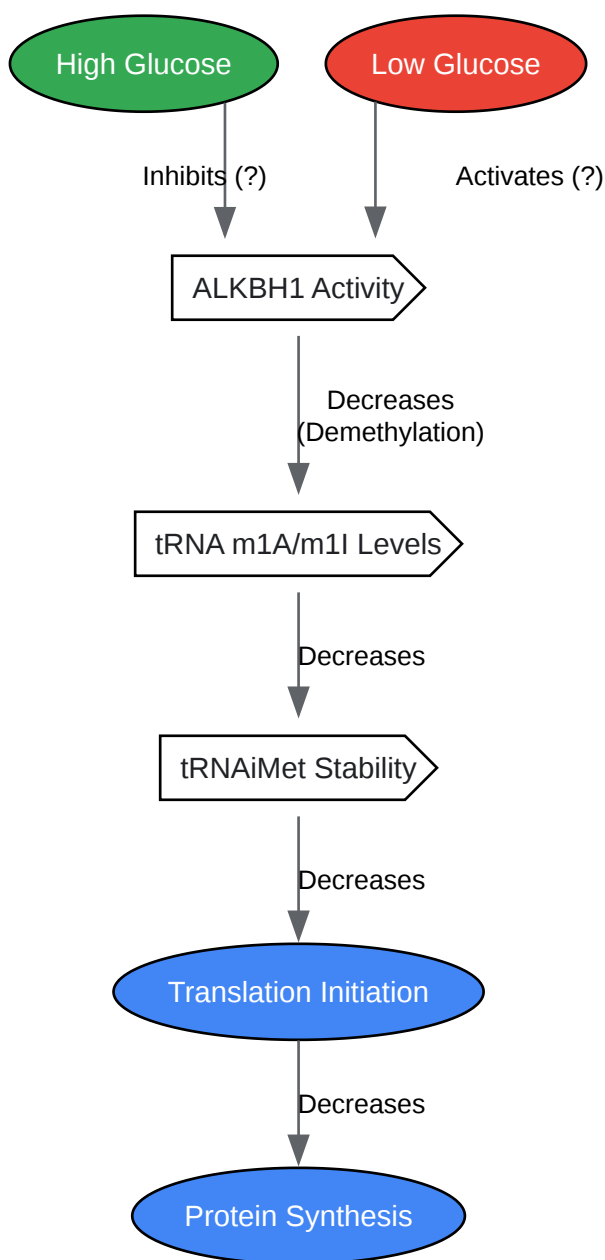 High Glucose
Low Glucose
Inhibits (?)
Activates (?)
ALKBH1 Activity
Decreases
(Demethylation)
tRNA m1A/m1I Levels
Decreases
tRNAiMet Stability
Decreases
Translation Initiation
Decreases
Protein Synthesis